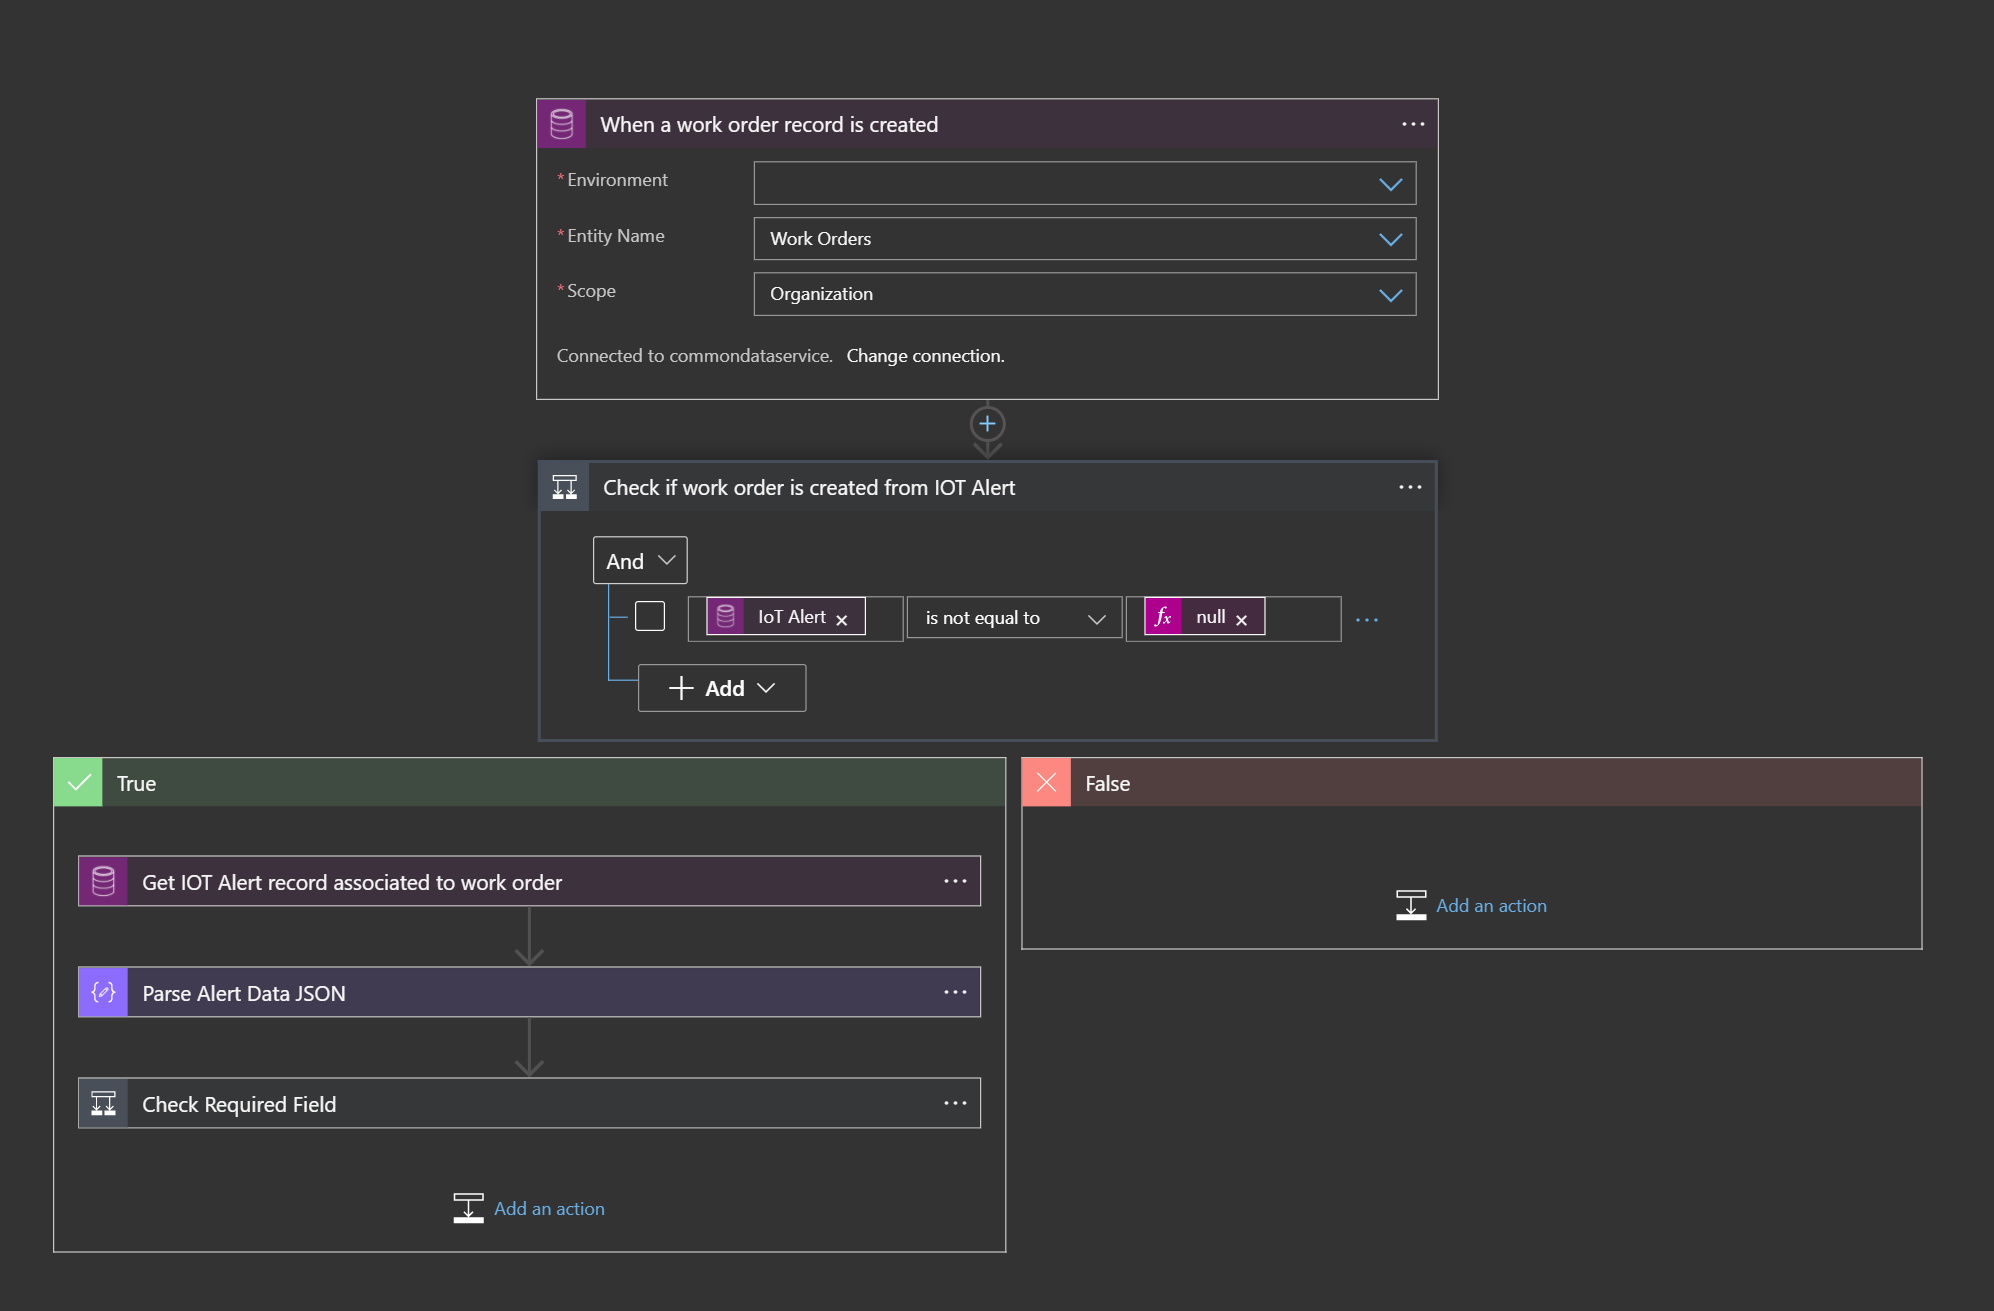 When a work order record is created
* Environment
* Entity Name Work Orders
* Scope Organization
Connected to commondataservice. Change connection.
Check if work order is created from IOT Alert
And
IoT Alert is not equal to fx null
Add
True
False
Get IOT Alert record associated to work order
Add an action
Parse Alert Data JSON
Check Required Field
Add an action